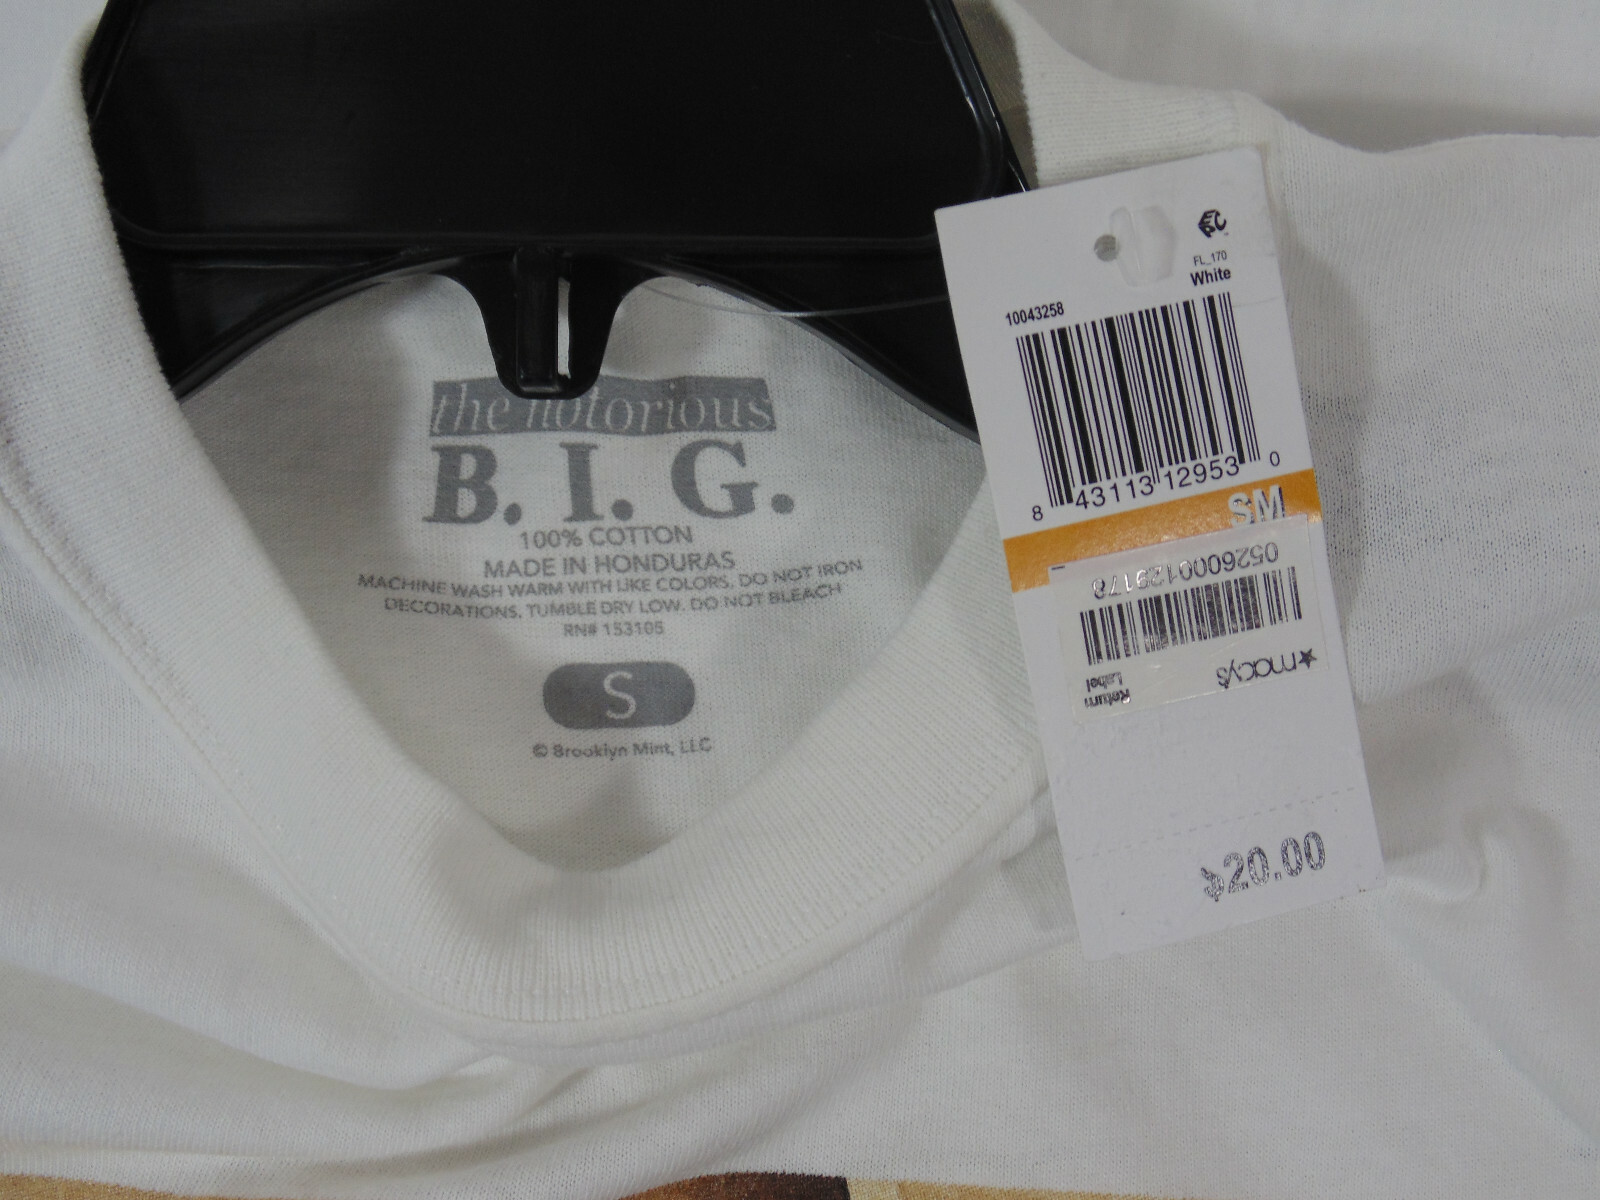 the notorious
B. I. G.
100% COTTON
MADE IN HONDURAS
MACHINE WASH WARM WITH LIKE COLORS. DO NOT IRON
DECORATIONS. TUMBLE DRY LOW. DO NOT BLEACH
RN# 153105
S
© Brooklyn Mint, LLC
FL_170
White
10043258
8 43113 12953 0
SM
0526000129178
★macy's
Return
Label
$20.00